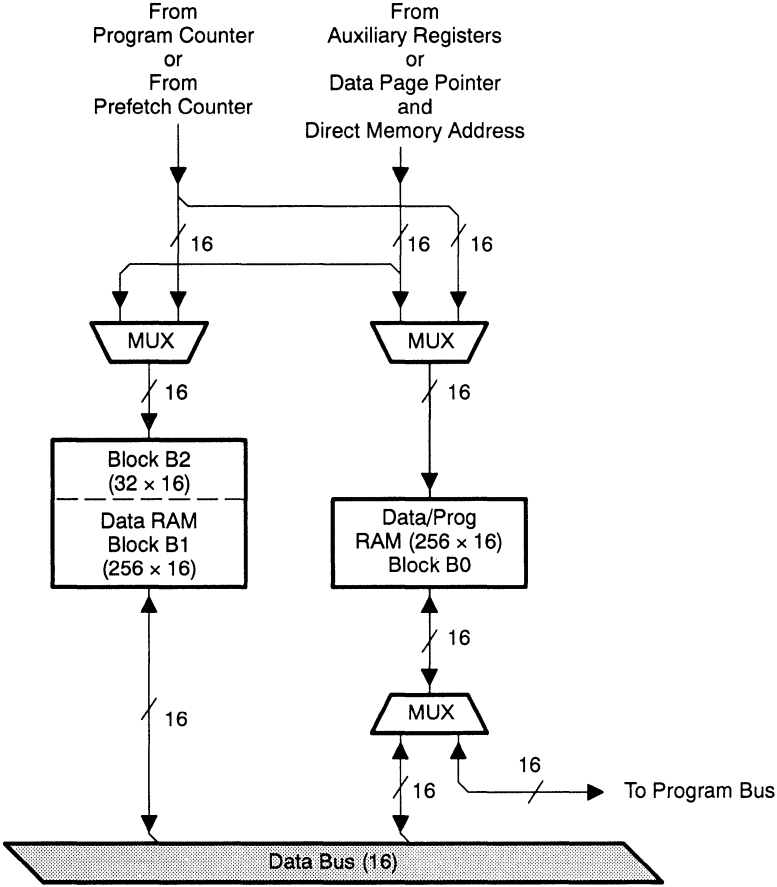 From
Program Counter
or
From
Prefetch Counter
From
Auxiliary Registers
or
Data Page Pointer
and
Direct Memory Address
16
16
16
MUX
MUX
16
16
Block B2
(32 × 16)
Data RAM
Block B1
(256 × 16)
Data/Prog
RAM (256 × 16)
Block B0
16
16
MUX
16
16
To Program Bus
Data Bus (16)